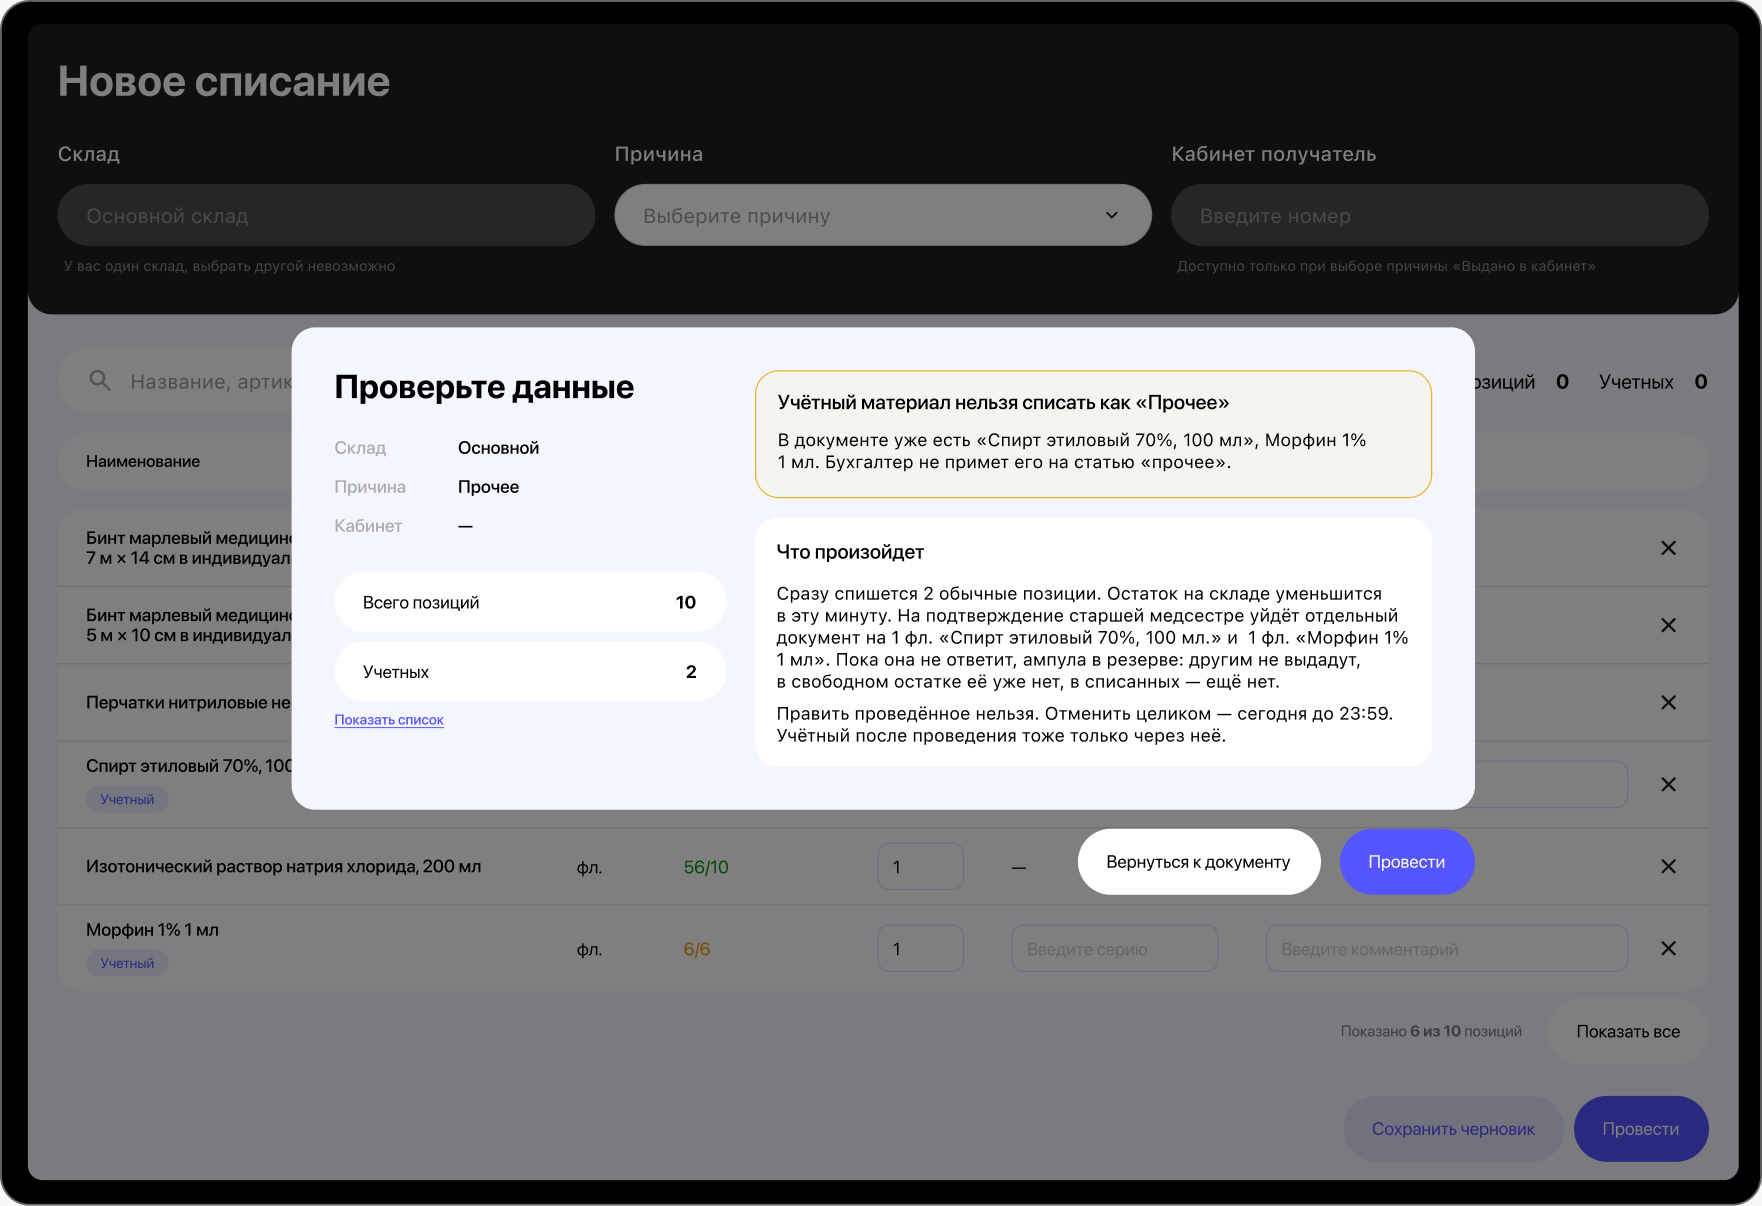 Новое списание
Склад
Причина
Кабинет получатель
Основной склад
Выберите причину
Введите номер
У вас один склад, выбрать другой невозможно
Доступно только при выборе причины «Выдано в кабинет»
Название,
Учетных 0
0
Наименование
Бинт марлевый
7 м × 14 см в
Бинт марлевый
5 м × 10 см в
Перчатки нитриловые
Спирт этиловый 70%,
Учетный
Проверьте данные
Склад Основной
Причина Прочее
Кабинет —
Всего позиций 10
Учетных 2
Показать список
Учётный материал нельзя списать как «Прочее»
В документе уже есть «Спирт этиловый 70%, 100 мл», Морфин 1%
1 мл. Бухгалтер не примет его на статью «прочее».
Что произойдет
Сразу спишется 2 обычные позиции. Остаток на складе уменьшится
в эту минуту. На подтверждение старшей медсестре уйдёт отдельный
документ на 1 фл. «Спирт этиловый 70%, 100 мл.» и 1 фл. «Морфин 1%
1 мл». Пока она не ответит, ампула в резерве: другим не выдадут,
в свободном остатке её уже нет, в списанных — ещё нет.
Править проведённое нельзя. Отменить целиком — сегодня до 23:59.
Учётный после проведения тоже только через неё.
Вернуться к документу
Провести
Изотонический раствор натрия хлорида, 200 мл фл. 56/10 1 —
Морфин 1% 1 мл
Учетный
фл. 6/6 1 Введите серию Введите комментарий
Показано 6 из 10 позиций
Показать все
Сохранить черновик
Провести